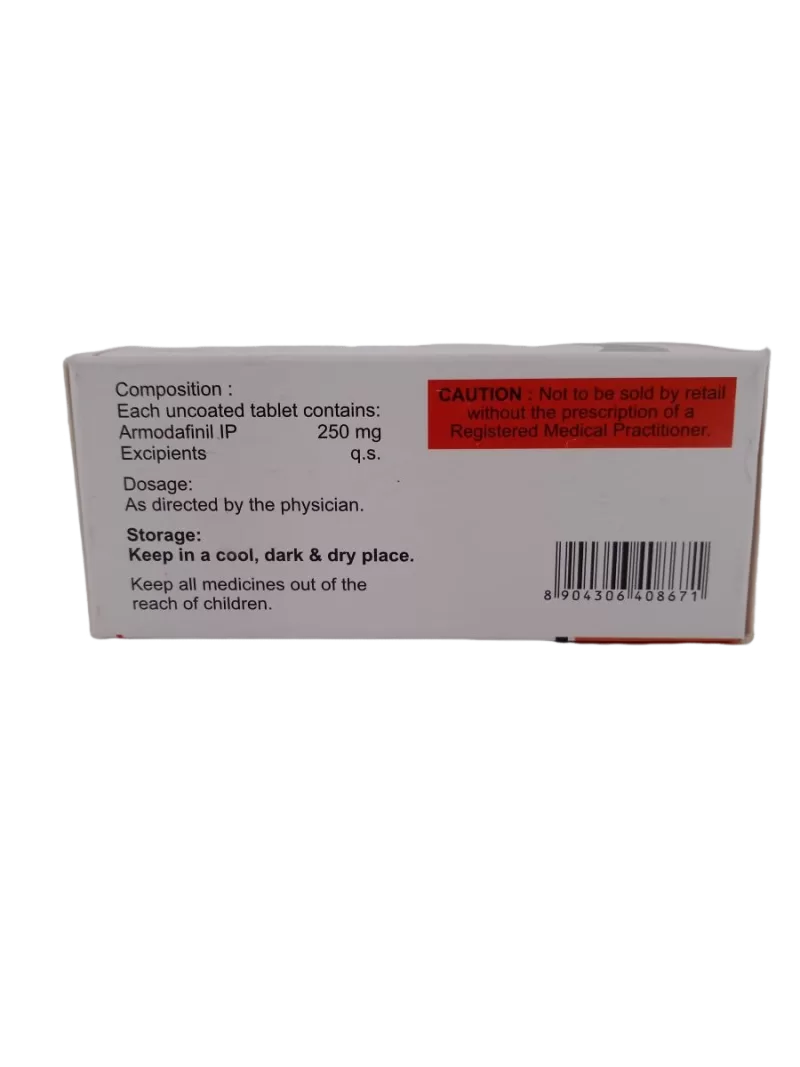 Composition :
Each uncoated tablet contains:
Armodafinil IP 250 mg
Excipients q.s.
Dosage:
As directed by the physician.
Storage:
Keep in a cool, dark & dry place.
Keep all medicines out of the
reach of children.
CAUTION : Not to be sold by retail
without the prescription of a
Registered Medical Practitioner.
8 904306 408671